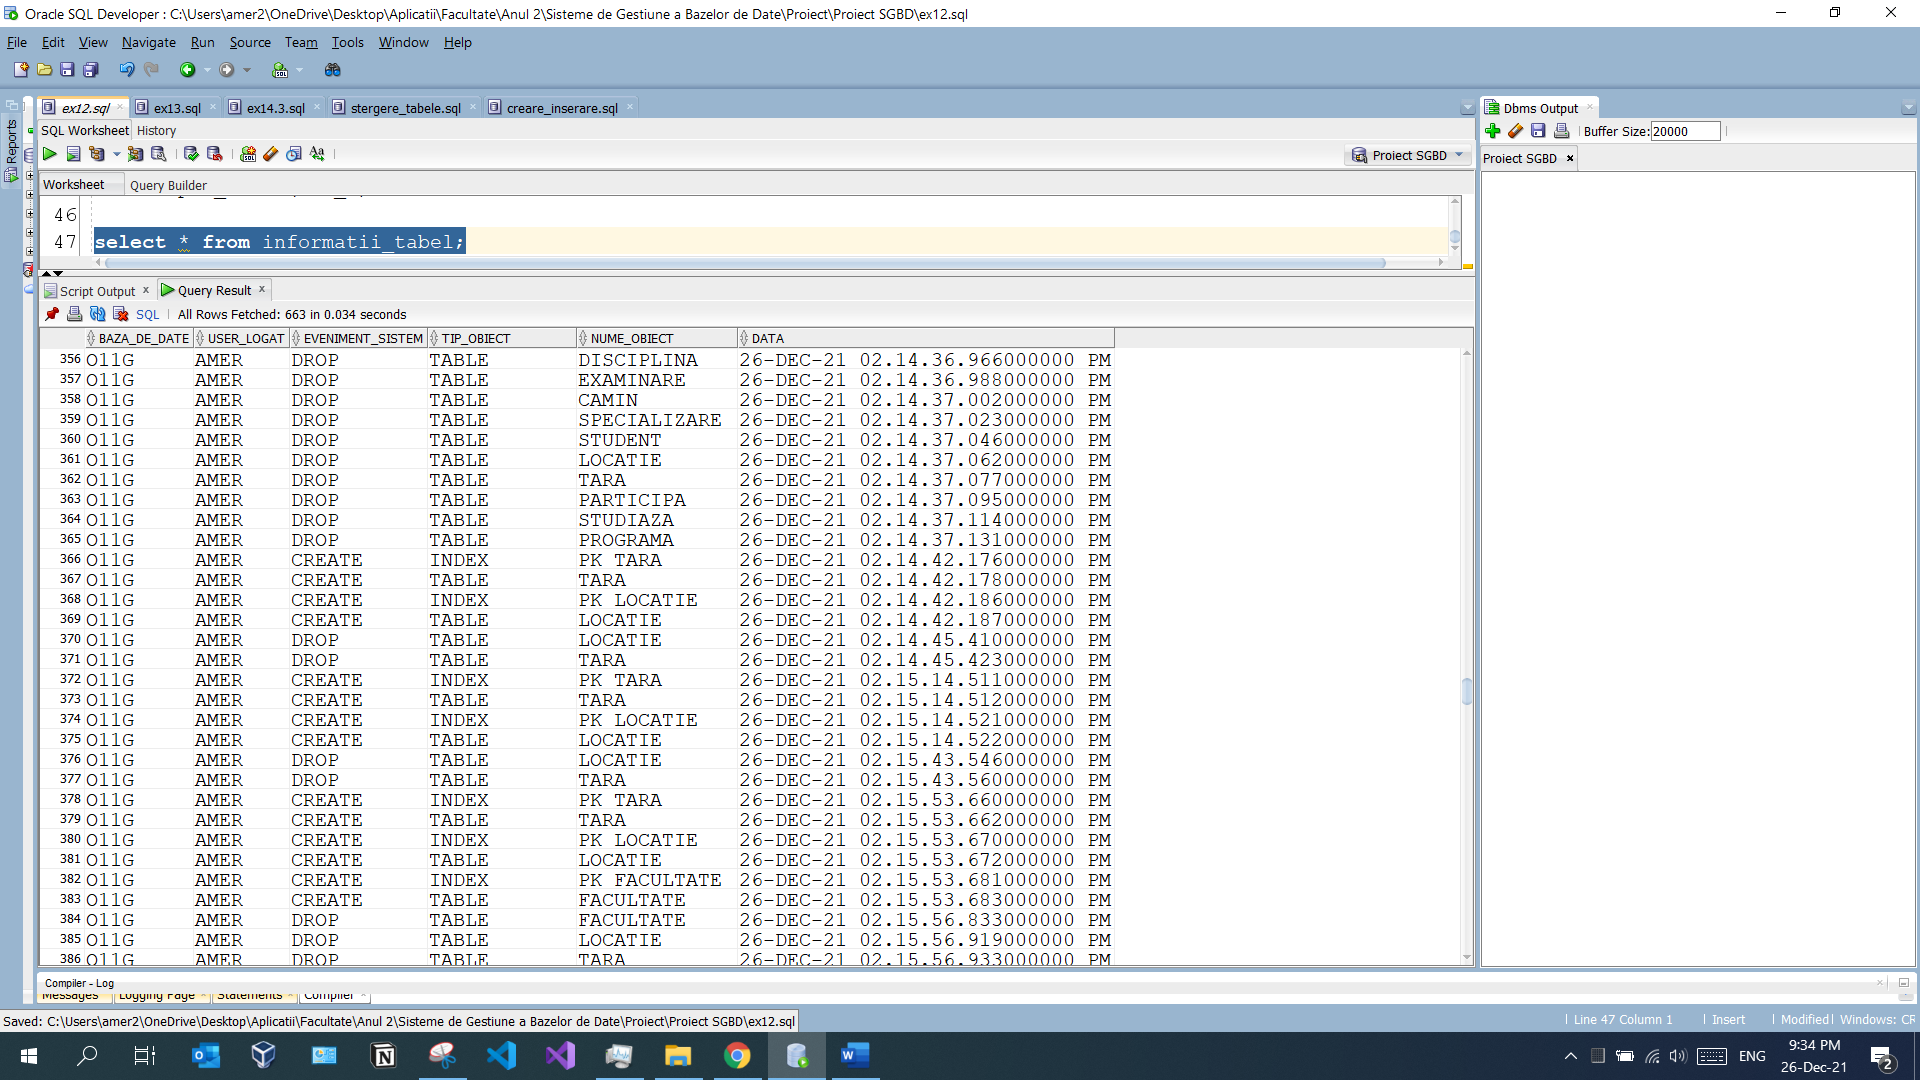 Oracle SQL Developer : C:\Users\amer2\OneDrive\Desktop\Aplicatii\Facultate\Anul 2\Sisteme de Gestiune a Bazelor de Date\Proiect\Proiect SGBD\ex12.sql
File Edit View Navigate Run Source Team Tools Window Help
ex12.sql ex13.sql ex14.3.sql stergere_tabele.sql creare_inserare.sql
Dbms Output
Reports
SQL Worksheet History
Buffer Size: 20000
Proiect SGBD
Proiect SGBD
Worksheet Query Builder
46
47 select * from informatii_tabel;
Script Output Query Result
SQL All Rows Fetched: 663 in 0.034 seconds
BAZA_DE_DATE USER_LOGAT EVENIMENT_SISTEM TIP_OBIECT NUME_OBIECT DATA
356 O11G AMER DROP TABLE DISCIPLINA 26-DEC-21 02.14.36.966000000 PM
357 O11G AMER DROP TABLE EXAMINARE 26-DEC-21 02.14.36.988000000 PM
358 O11G AMER DROP TABLE CAMIN 26-DEC-21 02.14.37.002000000 PM
359 O11G AMER DROP TABLE SPECIALIZARE 26-DEC-21 02.14.37.023000000 PM
360 O11G AMER DROP TABLE STUDENT 26-DEC-21 02.14.37.046000000 PM
361 O11G AMER DROP TABLE LOCATIE 26-DEC-21 02.14.37.062000000 PM
362 O11G AMER DROP TABLE TARA 26-DEC-21 02.14.37.077000000 PM
363 O11G AMER DROP TABLE PARTICIPA 26-DEC-21 02.14.37.095000000 PM
364 O11G AMER DROP TABLE STUDIAZA 26-DEC-21 02.14.37.114000000 PM
365 O11G AMER DROP TABLE PROGRAMA 26-DEC-21 02.14.37.131000000 PM
366 O11G AMER CREATE INDEX PK TARA 26-DEC-21 02.14.42.176000000 PM
367 O11G AMER CREATE TABLE TARA 26-DEC-21 02.14.42.178000000 PM
368 O11G AMER CREATE INDEX PK LOCATIE 26-DEC-21 02.14.42.186000000 PM
369 O11G AMER CREATE TABLE LOCATIE 26-DEC-21 02.14.42.187000000 PM
370 O11G AMER DROP TABLE LOCATIE 26-DEC-21 02.14.45.410000000 PM
371 O11G AMER DROP TABLE TARA 26-DEC-21 02.14.45.423000000 PM
372 O11G AMER CREATE INDEX PK TARA 26-DEC-21 02.15.14.511000000 PM
373 O11G AMER CREATE TABLE TARA 26-DEC-21 02.15.14.512000000 PM
374 O11G AMER CREATE INDEX PK LOCATIE 26-DEC-21 02.15.14.521000000 PM
375 O11G AMER CREATE TABLE LOCATIE 26-DEC-21 02.15.14.522000000 PM
376 O11G AMER DROP TABLE LOCATIE 26-DEC-21 02.15.43.546000000 PM
377 O11G AMER DROP TABLE TARA 26-DEC-21 02.15.43.560000000 PM
378 O11G AMER CREATE INDEX PK TARA 26-DEC-21 02.15.53.660000000 PM
379 O11G AMER CREATE TABLE TARA 26-DEC-21 02.15.53.662000000 PM
380 O11G AMER CREATE INDEX PK LOCATIE 26-DEC-21 02.15.53.670000000 PM
381 O11G AMER CREATE TABLE LOCATIE 26-DEC-21 02.15.53.672000000 PM
382 O11G AMER CREATE INDEX PK FACULTATE 26-DEC-21 02.15.53.681000000 PM
383 O11G AMER CREATE TABLE FACULTATE 26-DEC-21 02.15.53.683000000 PM
384 O11G AMER DROP TABLE FACULTATE 26-DEC-21 02.15.56.833000000 PM
385 O11G AMER DROP TABLE LOCATIE 26-DEC-21 02.15.56.919000000 PM
386 O11G AMER DROP TABLE TARA 26-DEC-21 02.15.56.933000000 PM
Compiler - Log
Messages Logging Page Statements Compiler
Saved: C:\Users\amer2\OneDrive\Desktop\Aplicatii\Facultate\Anul 2\Sisteme de Gestiune a Bazelor de Date\Proiect\Proiect SGBD\ex12.sql
Line 47 Column 1 Insert Modified Windows: CR
ENG
9:34 PM
26-Dec-21
2